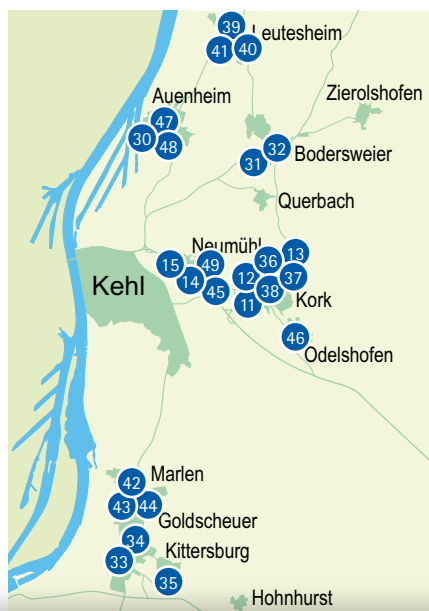 39
Leutesheim
41
40
Zierolshofen
Auenheim
47
30
48
32
Bodersweier
31
Querbach
Neumühl
13
36
15
49
12
37
14
Kehl
45
38
11
Kork
46
Odelshofen
Marlen
42
43
44
Goldscheuer
34
Kittersburg
33
35
Hohnhurst